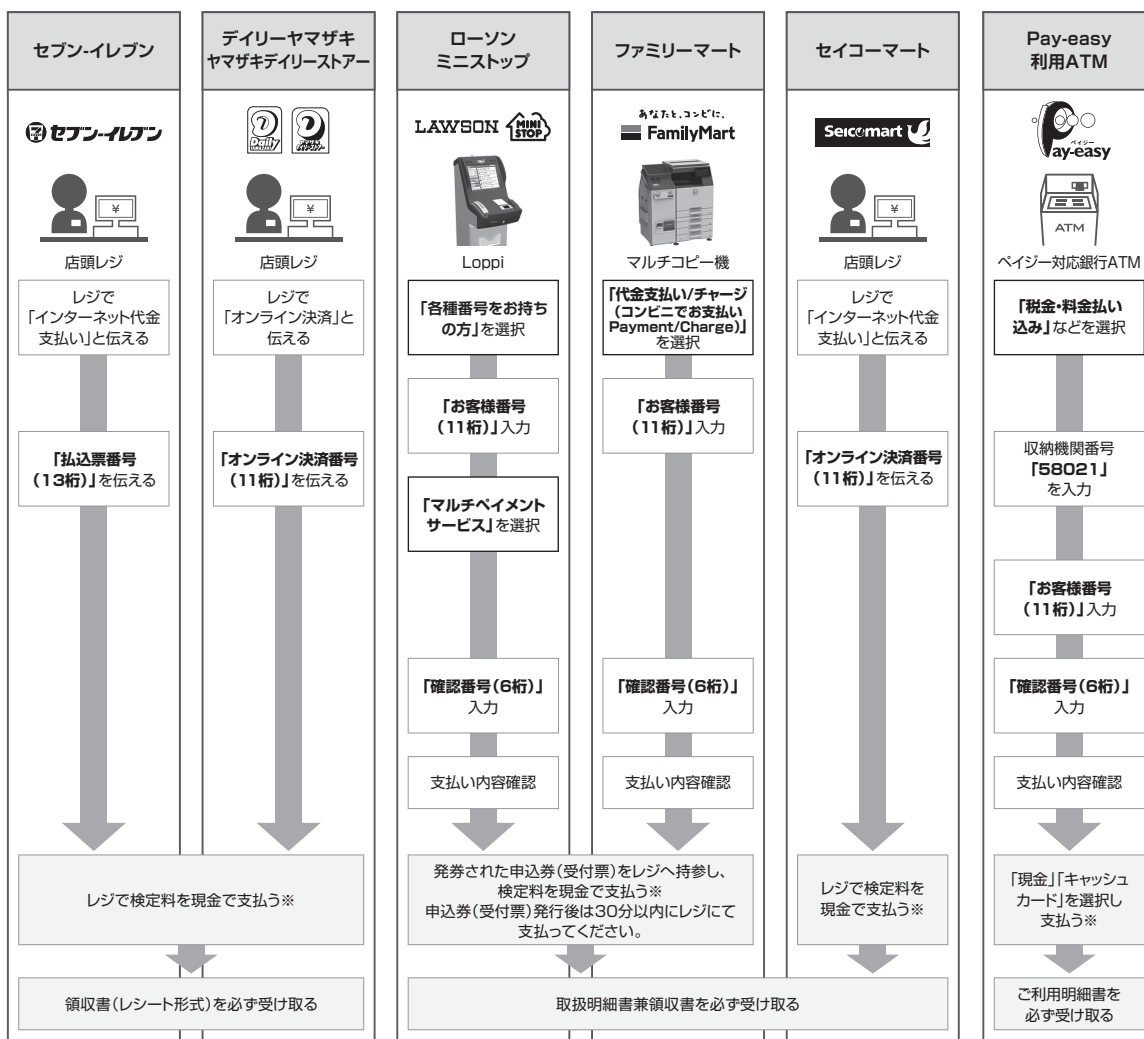 セブン-イレブン
セブン-イレブン
¥
店頭レジ
レジで
「インターネット代金
支払い」と伝える
「払込票番号
(13桁)」を伝える
デイリーヤマザキ
ヤマザキデイリーストアー
Daily
¥
店頭レジ
レジで
「オンライン決済」と
伝える
「オンライン決済番号
(11桁)」を伝える
レジで検定料を現金で支払う※
領収書(レシート形式)を必ず受け取る
ローソン
ミニストップ
LAWSON
MINI
STOP
Loppi
「各種番号をお持ち
の方」を選択
「お客様番号
(11桁)」入力
「マルチペイメント
サービス」を選択
「確認番号(6桁)」
入力
支払い内容確認
ファミリーマート
あなたと、コンビに、
FamilyMart
マルチコピー機
「代金支払い/チャージ
(コンビニでお支払い
Payment/Charge)」
を選択
「お客様番号
(11桁)」入力
「確認番号(6桁)」
入力
支払い内容確認
発券された申込券(受付票)をレジへ持参し、
検定料を現金で支払う※
申込券(受付票)発行後は30分以内にレジにて
支払ってください。
セイコーマート
Seicomart
¥
店頭レジ
レジで
「インターネット代金
支払い」と伝える
「オンライン決済番号
(11桁)」を伝える
レジで検定料を
現金で支払う※
取扱明細書兼領収書を必ず受け取る
Pay-easy
利用ATM
ペイジー
Pay-easy
ATM
ペイジー対応銀行ATM
「税金・料金払い
込み」などを選択
収納機関番号
「58021」
を入力
「お客様番号
(11桁)」入力
「確認番号(6桁)」
入力
支払い内容確認
「現金」「キャッシュ
カード」を選択し
支払う※
ご利用明細書を
必ず受け取る